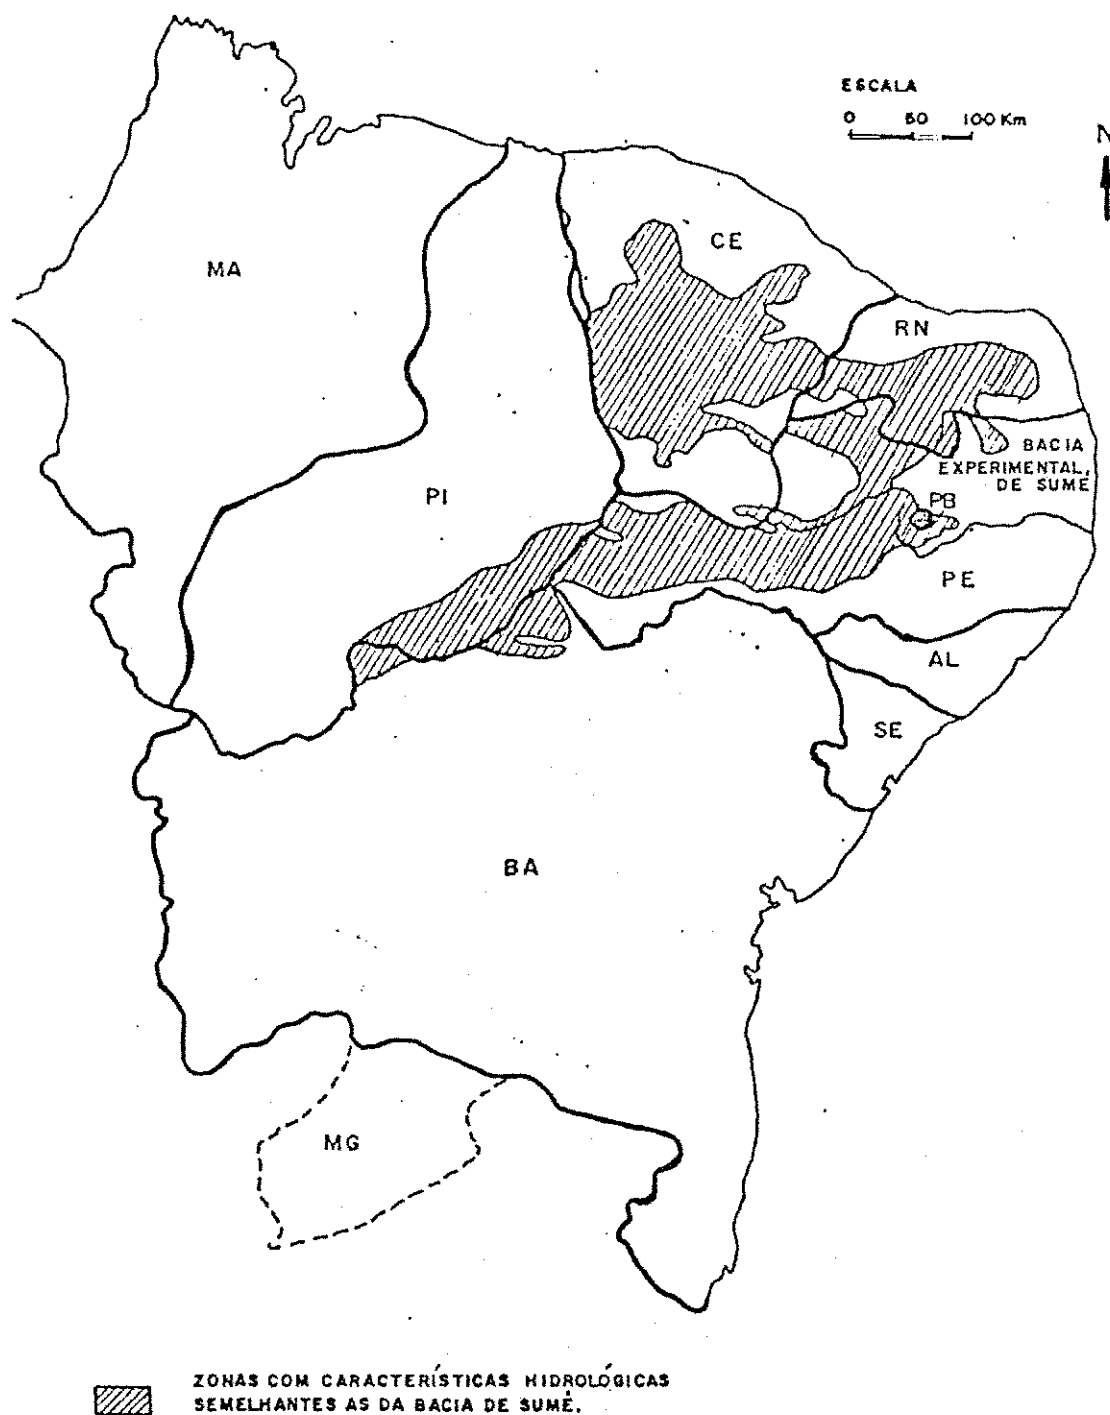 ESCALA
0 50 100 Km
N
CE
MA
RN
BACIA
EXPERIMENTAL,
DE SUMÉ
PI
PB
PE
AL
SE
BA
MG
ZONAS COM CARACTERÍSTICAS HIDROLÓGICAS
SEMELHANTES AS DA BACIA DE SUMÉ.